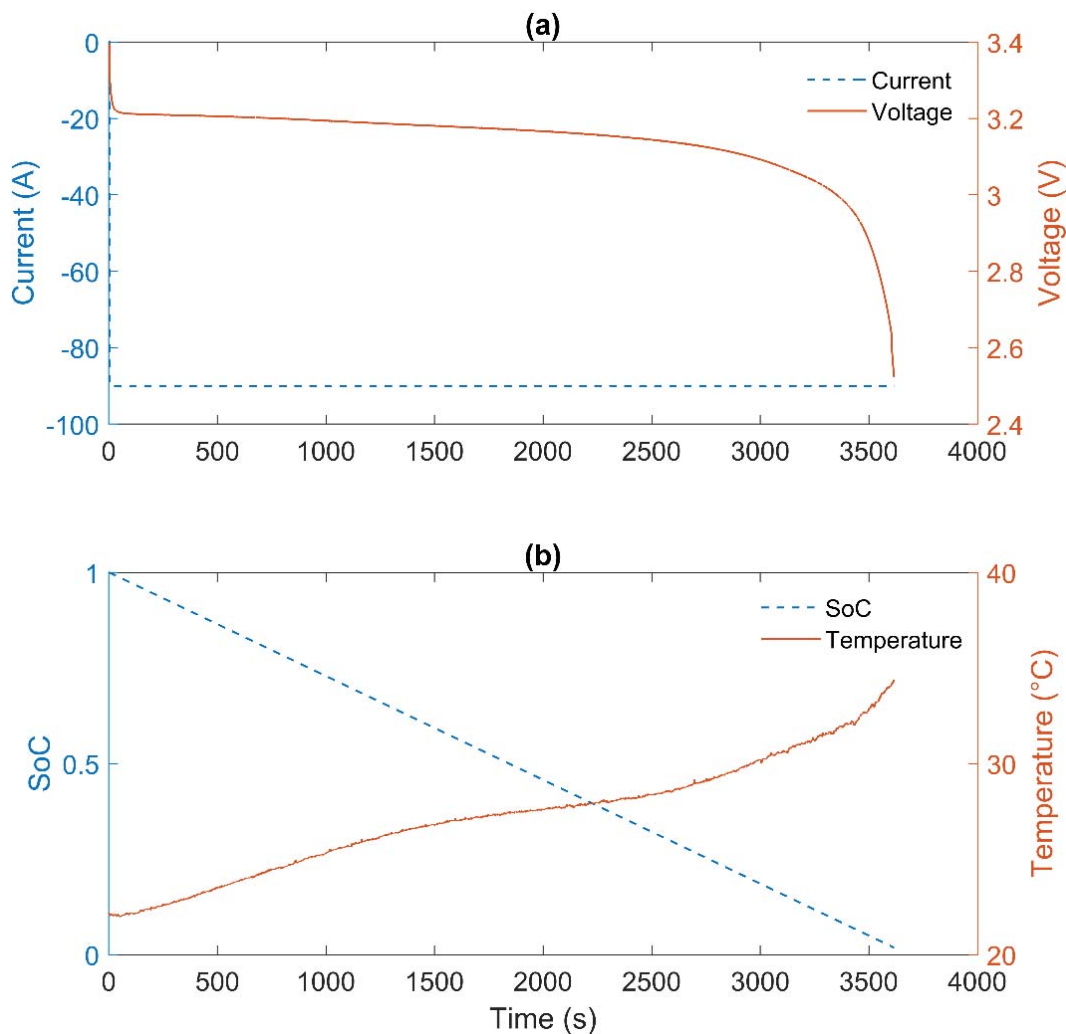 (a)
Current (A)
0
-20
-40
-60
-80
-100
Current
Voltage
3.4
3.2
3
2.8
2.6
2.4
Voltage (V)
0 500 1000 1500 2000 2500 3000 3500 4000
(b)
SoC
1
0.5
0
SoC
Temperature
40
30
20
Temperature (°C)
0 500 1000 1500 2000 2500 3000 3500 4000
Time (s)